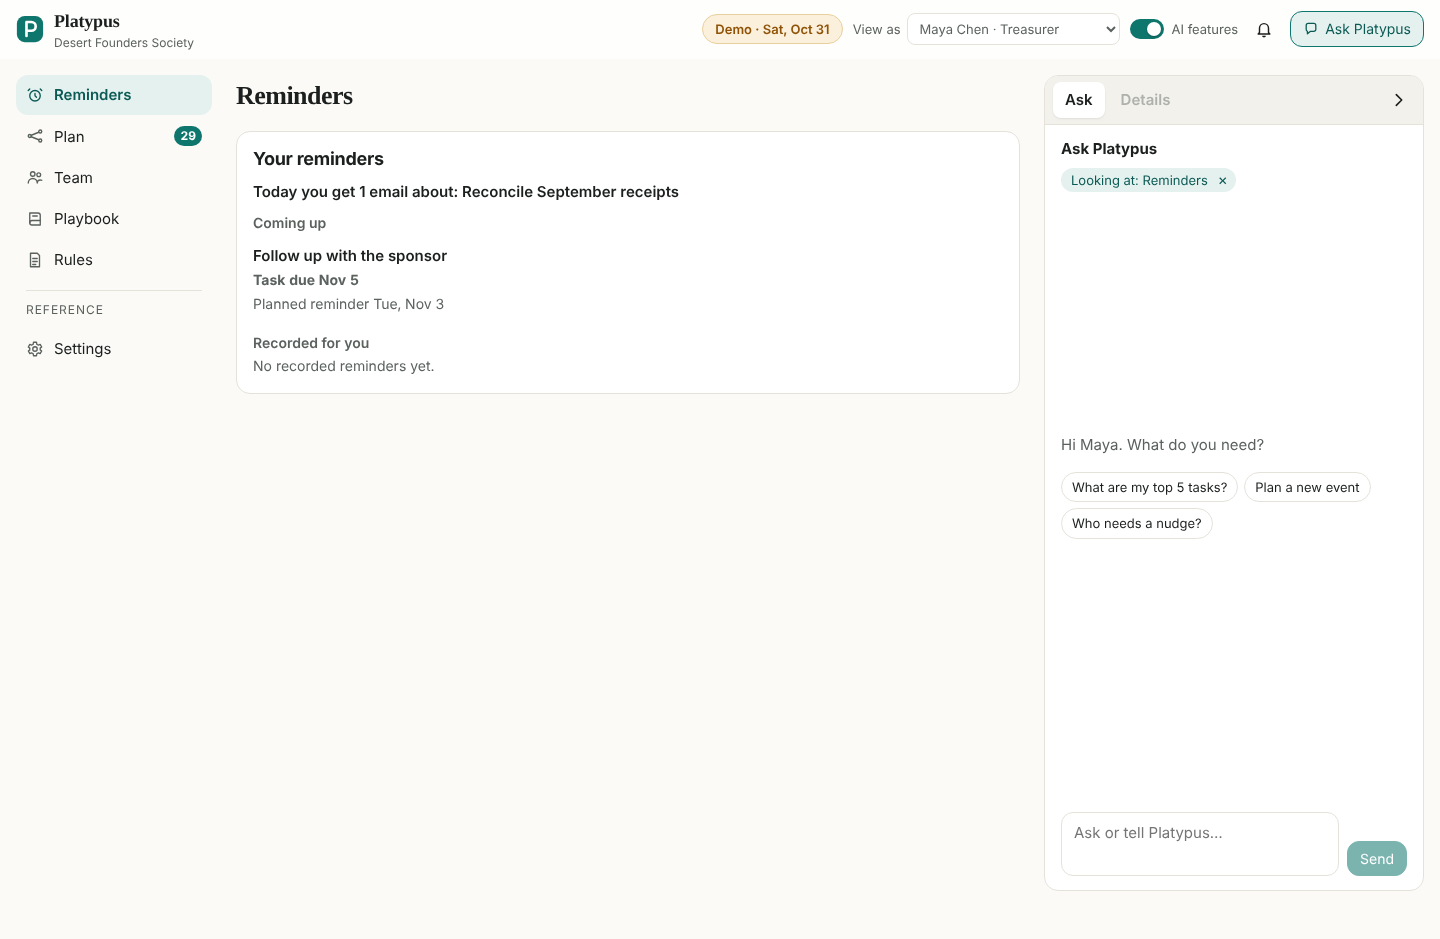 P
Platypus
Desert Founders Society
Demo · Sat, Oct 31
View as
Maya Chen · Treasurer
AI features
Ask Platypus
Reminders
Plan
29
Team
Playbook
Rules
REFERENCE
Settings
Reminders
Your reminders
Today you get 1 email about: Reconcile September receipts
Coming up
Follow up with the sponsor
Task due Nov 5
Planned reminder Tue, Nov 3
Recorded for you
No recorded reminders yet.
Ask
Details
Ask Platypus
Looking at: Reminders ×
Hi Maya. What do you need?
What are my top 5 tasks?
Plan a new event
Who needs a nudge?
Ask or tell Platypus...
Send